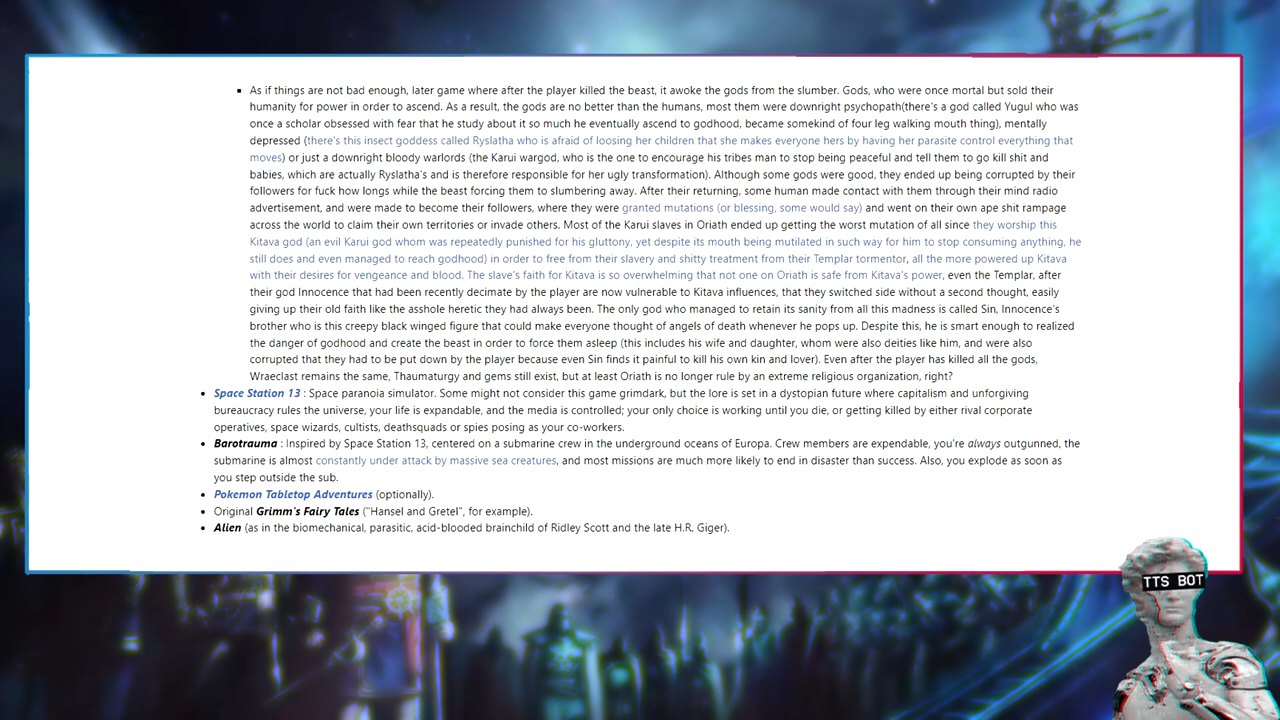 As if things are not bad enough, later game where after the player killed the beast, it awoke the gods from the slumber. Gods, who were once mortal but sold their
humanity for power in order to ascend. As a result, the gods are no better than the humans, most them were downright psychopath(there's a god called Yugul who was
once a scholar obsessed with fear that he study about it so much he eventually ascend to godhood, became somekind of four leg walking mouth thing), mentally
depressed (there's this insect goddess called Ryslatha who is afraid of loosing her children that she makes everyone hers by having her parasite control everything that
moves) or just a downright bloody warlords (the Karui wargod, who is the one to encourage his tribes man to stop being peaceful and tell them to go kill shit and
babies, which are actually Ryslatha's and is therefore responsible for her ugly transformation). Although some gods were good, they ended up being corrupted by their
followers for fuck how longs while the beast forcing them to slumbering away. After their returning, some human made contact with them through their mind radio
advertisement, and were made to become their followers, where they were granted mutations (or blessing, some would say) and went on their own ape shit rampage
across the world to claim their own territories or invade others. Most of the Karui slaves in Oriath ended up getting the worst mutation of all since they worship this
Kitava god (an evil Karui god whom was repeatedly punished for his gluttony, yet despite its mouth being mutilated in such way for him to stop consuming anything, he
still does and even managed to reach godhood) in order to free from their slavery and shitty treatment from their Templar tormentor, all the more powered up Kitava
with their desires for vengeance and blood. The slave's faith for Kitava is so overwhelming that not one on Oriath is safe from Kitava's power, even the Templar, after
their god Innocence that had been recently decimate by the player are now vulnerable to Kitava influences, that they switched side without a second thought, easily
giving up their old faith like the asshole heretic they had always been. The only god who managed to retain its sanity from all this madness is called Sin, Innocence's
brother who is this creepy black winged figure that could make everyone thought of angels of death whenever he pops up. Despite this, he is smart enough to realized
the danger of godhood and create the beast in order to force them asleep (this includes his wife and daughter, whom were also deities like him, and were also
corrupted that they had to be put down by the player because even Sin finds it painful to kill his own kin and lover). Even after the player has killed all the gods,
Wraeclast remains the same, Thaumaturgy and gems still exist, but at least Oriath is no longer rule by an extreme religious organization, right?
Space Station 13 : Space paranoia simulator. Some might not consider this game grimdark, but the lore is set in a dystopian future where capitalism and unforgiving
bureaucracy rules the universe, your life is expandable, and the media is controlled; your only choice is working until you die, or getting killed by either rival corporate
operatives, space wizards, cultists, deathsquads or spies posing as your co-workers.
Barotrauma : Inspired by Space Station 13, centered on a submarine crew in the underground oceans of Europa. Crew members are expendable, you're always outgunned, the
submarine is almost constantly under attack by massive sea creatures, and most missions are much more likely to end in disaster than success. Also, you explode as soon as
you step outside the sub.
Pokemon Tabletop Adventures (optionally).
Original Grimm's Fairy Tales ("Hansel and Gretel", for example).
Alien (as in the biomechanical, parasitic, acid-blooded brainchild of Ridley Scott and the late H.R. Giger).
TTS BOT